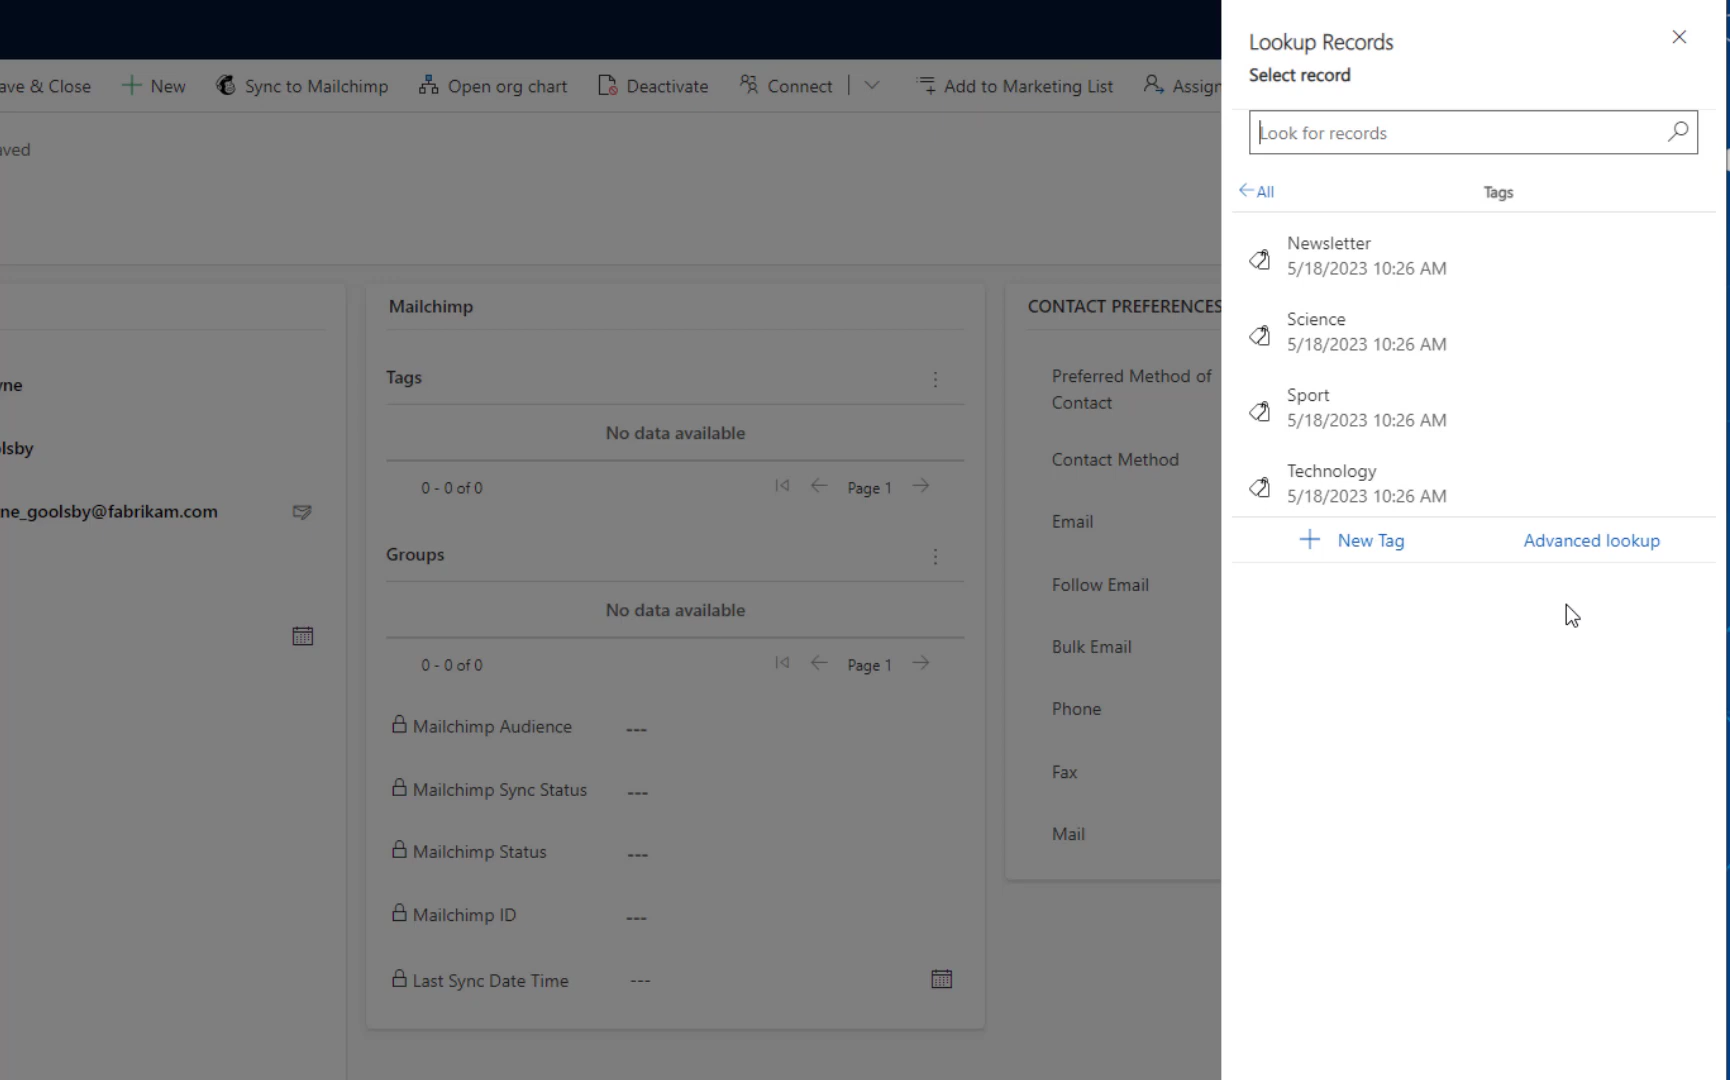 ave & Close
New
Sync to Mailchimp
Open org chart
Deactivate
Connect
Add to Marketing List
Assign
aved
yne
olsby
ne_goolsby@fabrikam.com
Mailchimp
Tags
No data available
0 - 0 of 0
Page 1
Groups
No data available
0 - 0 of 0
Page 1
Mailchimp Audience
---
Mailchimp Sync Status
---
Mailchimp Status
---
Mailchimp ID
---
Last Sync Date Time
---
CONTACT PREFERENCES
Preferred Method of
Contact
Contact Method
Email
Follow Email
Bulk Email
Phone
Fax
Mail
Lookup Records
Select record
Look for records
All
Tags
Newsletter
5/18/2023 10:26 AM
Science
5/18/2023 10:26 AM
Sport
5/18/2023 10:26 AM
Technology
5/18/2023 10:26 AM
New Tag
Advanced lookup